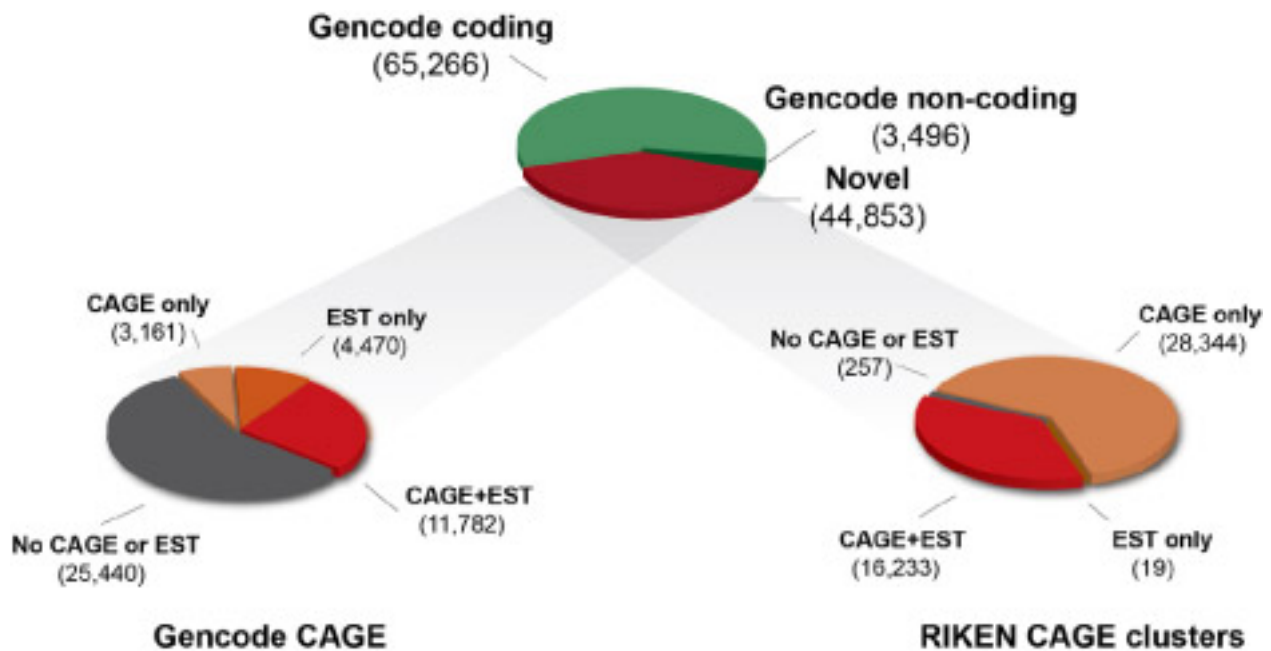 Gencode coding
(65,266)
Gencode non-coding
(3,496)
Novel
(44,853)
CAGE only
(3,161)
EST only
(4,470)
CAGE+EST
(11,782)
No CAGE or EST
(25,440)
Gencode CAGE
CAGE only
(28,344)
No CAGE or EST
(257)
CAGE+EST
(16,233)
EST only
(19)
RIKEN CAGE clusters